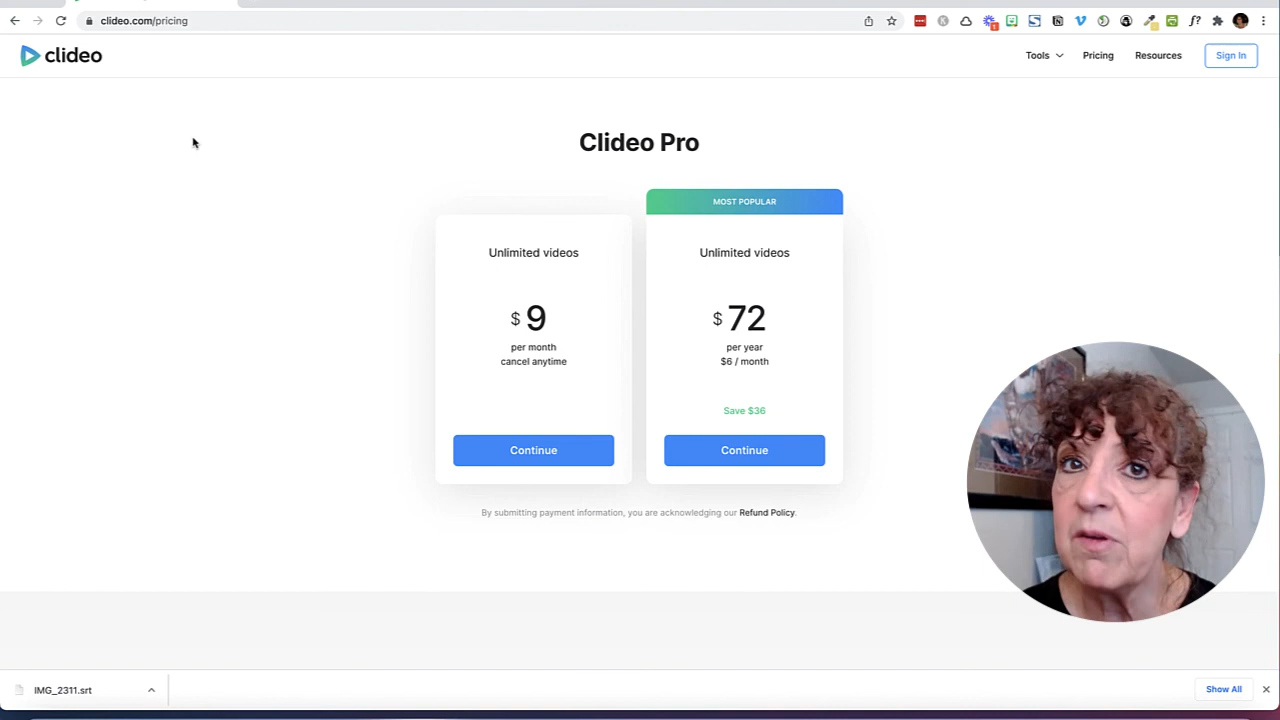 clideo.com/pricing
clideo
Tools
Pricing
Resources
Sign In
Clideo Pro
MOST POPULAR
Unlimited videos
$ 9
per month
cancel anytime
Continue
Unlimited videos
$ 72
per year
$6 / month
Save $36
Continue
By submitting payment information, you are acknowledging our Refund Policy.
IMG_2311.srt
Show All